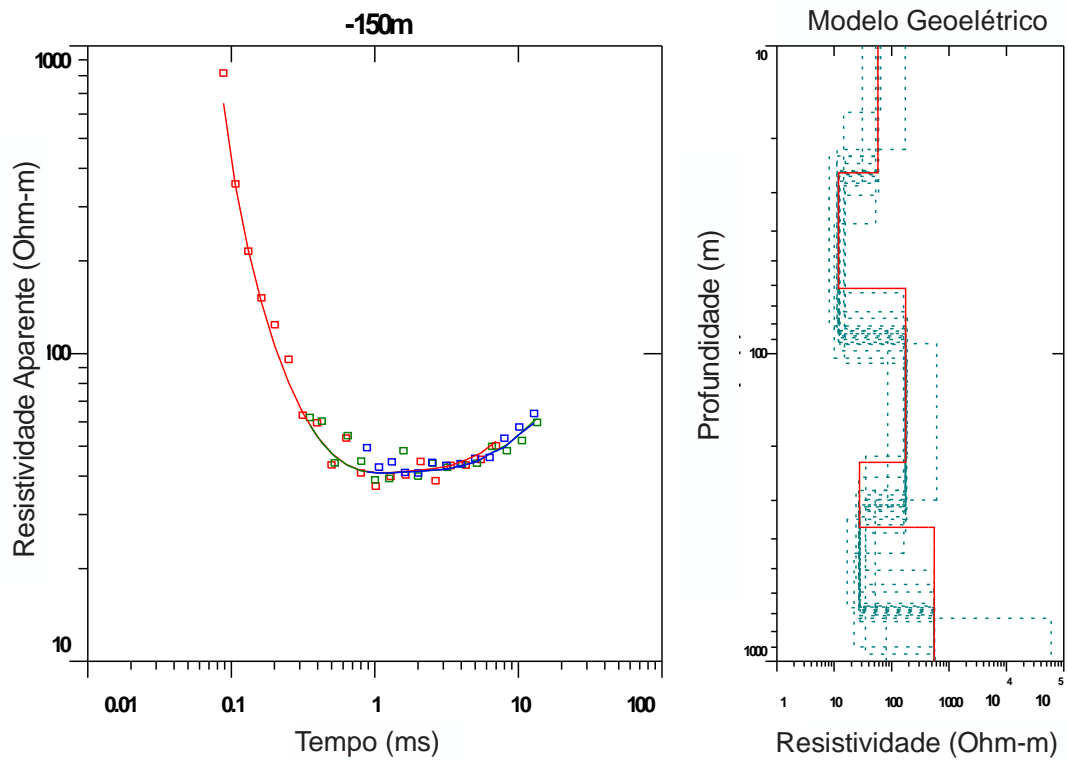 -150m
1000
100
10
0.01 0.1 1 10 100
Resistividade Aparente (Ohm-m)
Tempo (ms)
Modelo Geoelétrico
10
100
1000
1 10 100 1000 10 4 10 5
Profundidade (m)
Resistividade (Ohm-m)